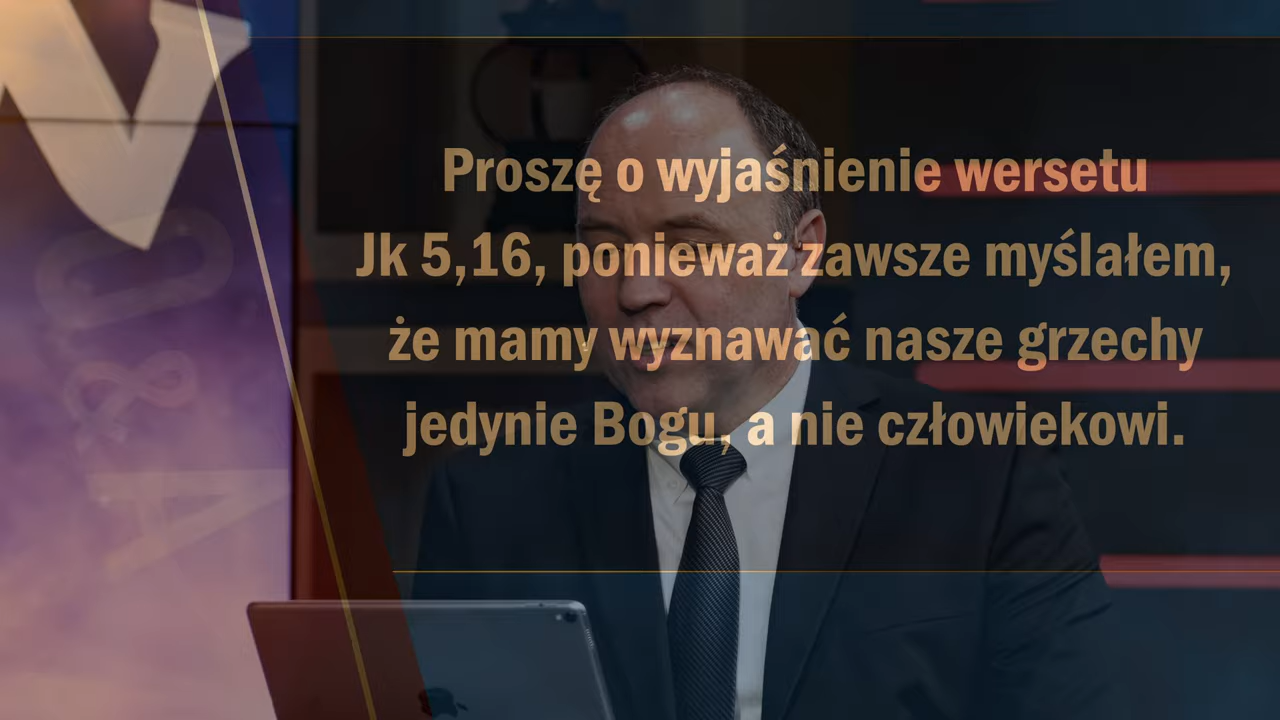 Proszę o wyjaśnienie wersetu
Jk 5,16, ponieważ zawsze myślałem,
że mamy wyznawać nasze grzechy
jedynie Bogu, a nie człowiekowi.